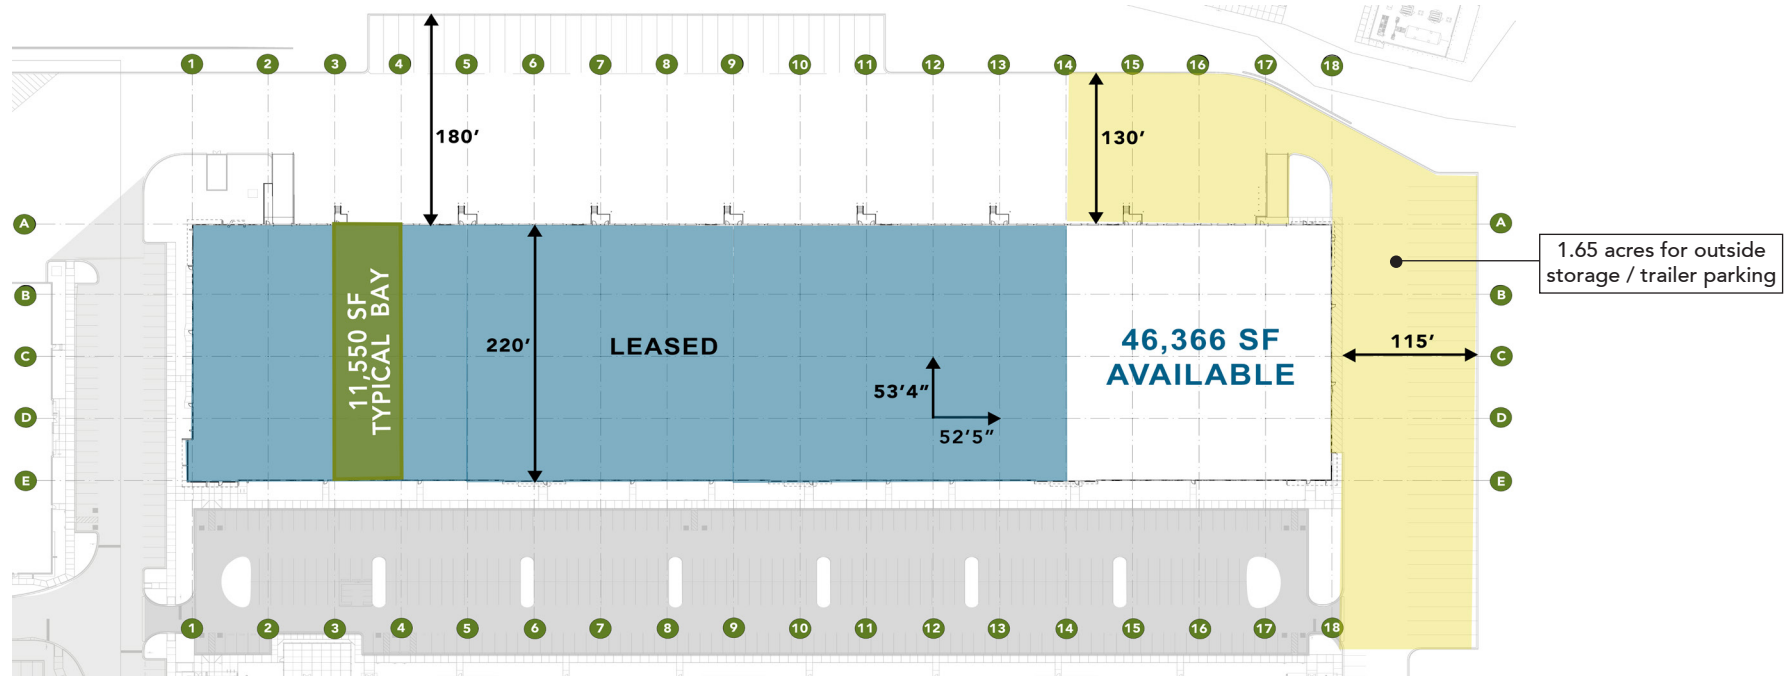 1 2 3 4 5 6 7 8 9 10 11 12 13 14 15 16 17 18
180'
130'
A A
1.65 acres for outside
storage / trailer parking
B B
11,550 SF
TYPICAL BAY
220'
LEASED
46,366 SF
AVAILABLE
115'
C C
53'4"
52'5"
D D
E E
1 2 3 4 5 6 7 8 9 10 11 12 13 14 15 16 17 18